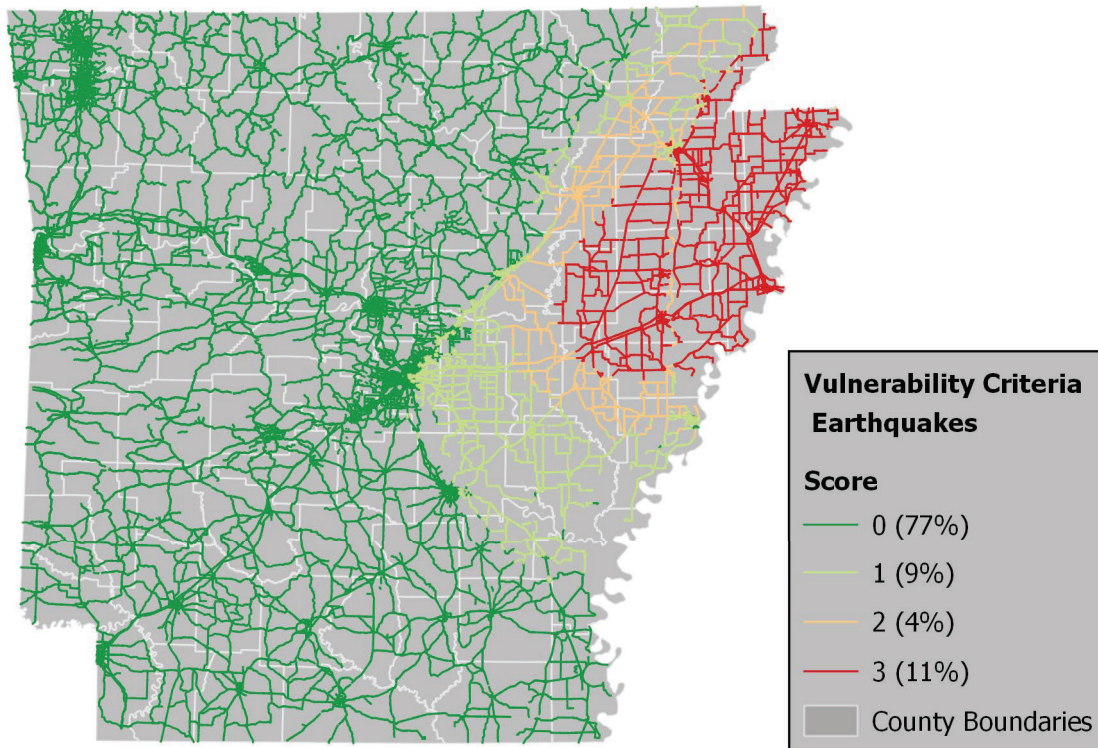 Vulnerability Criteria
Earthquakes
Score
0 (77%)
1 (9%)
2 (4%)
3 (11%)
County Boundaries